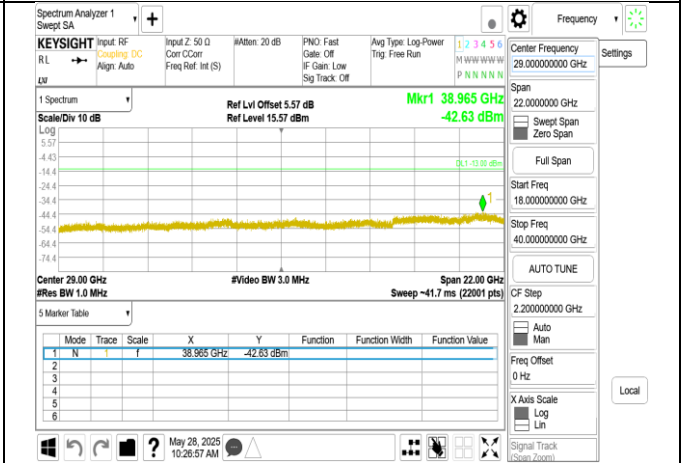 Spectrum Analyzer 1
Swept SA
+
Frequency
KEYSIGHT
RL
Input: RF
Coupling: DC
Align: Auto
Input Z: 50 Ω
Corr CCorr
Freq Ref: Int (S)
#Atten: 20 dB
PNO: Fast
Gate: Off
IF Gain: Low
Sig Track: Off
Avg Type: Log-Power
Trig: Free Run
1 2 3 4 5 6
M W W W W W
P N N N N N
1 Spectrum
Scale/Div 10 dB
Ref Lvl Offset 5.57 dB
Ref Level 15.57 dBm
Mkr1 38.965 GHz
-42.63 dBm
Log
5.57
-4.43
-14.4
-24.4
-34.4
-44.4
-54.4
-64.4
-74.4
DL1 -13.00 dBm
1
Center 29.00 GHz
#Res BW 1.0 MHz
#Video BW 3.0 MHz
Span 22.00 GHz
Sweep ~41.7 ms (22001 pts)
5 Marker Table
Mode Trace Scale X Y Function Function Width Function Value
1 N 1 f 38.965 GHz -42.63 dBm
2
3
4
5
6
May 28, 2025
10:26:57 AM
?
Center Frequency
29.000000000 GHz
Settings
Span
22.0000000 GHz
Swept Span
Zero Span
Full Span
Start Freq
18.000000000 GHz
Stop Freq
40.000000000 GHz
AUTO TUNE
CF Step
2.200000000 GHz
Auto
Man
Freq Offset
0 Hz
X Axis Scale
Log
Lin
Local
Signal Track
(Span Zoom)